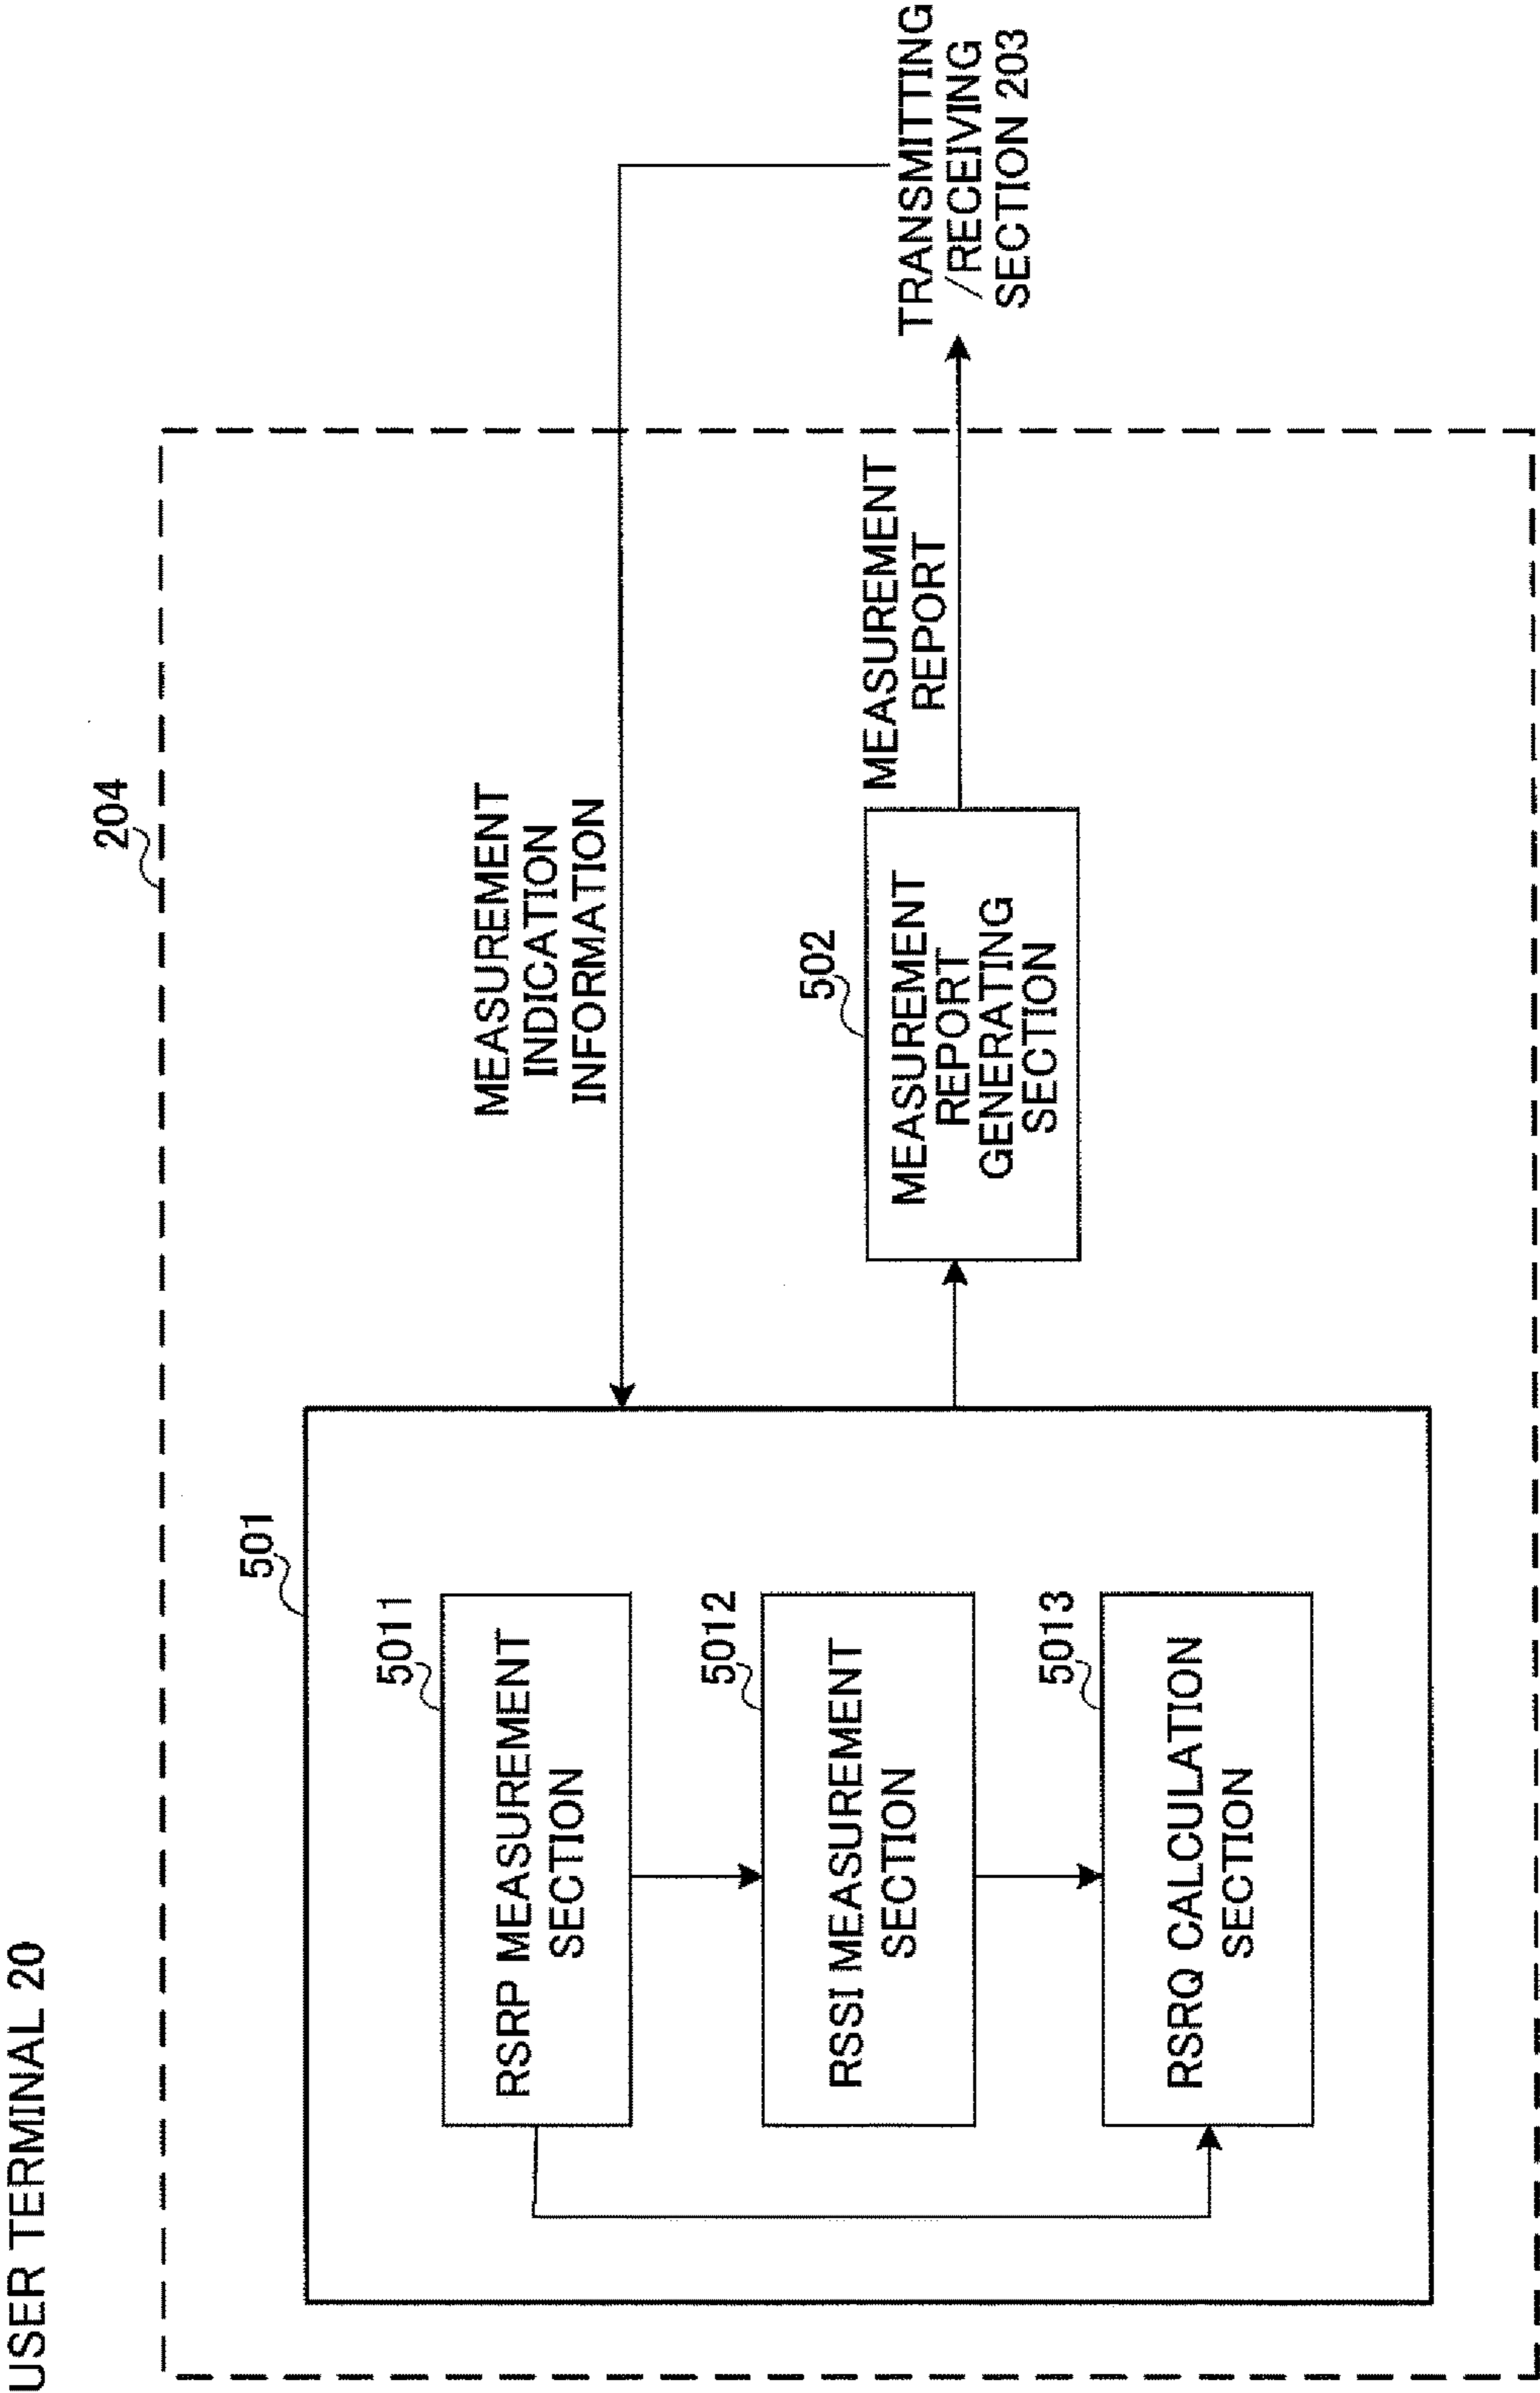 USER TERMINAL 20
204
501
5011
RSRP MEASUREMENT
SECTION
5012
RSSI MEASUREMENT
SECTION
5013
RSRQ CALCULATION
SECTION
MEASUREMENT
INDICATION
INFORMATION
502
MEASUREMENT
REPORT
GENERATING
SECTION
MEASUREMENT
REPORT
TRANSMITTING
/RECEIVING
SECTION 203